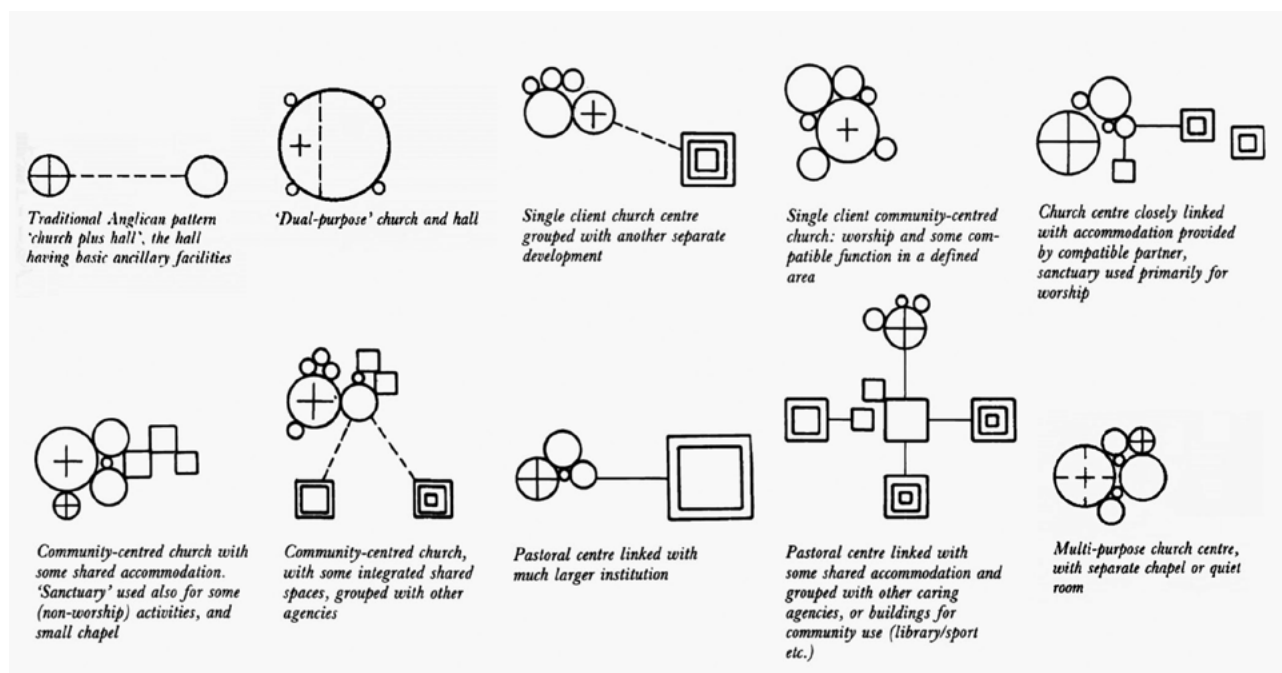 Traditional Anglican pattern
'church plus hall', the hall
having basic ancillary facilities
'Dual-purpose' church and hall
Single client church centre
grouped with another separate
development
Single client community-centred
church: worship and some com-
patible function in a defined
area
Church centre closely linked
with accommodation provided
by compatible partner,
sanctuary used primarily for
worship
Community-centred church with
some shared accommodation.
'Sanctuary' used also for some
(non-worship) activities, and
small chapel
Community-centred church,
with some integrated shared
spaces, grouped with other
agencies
Pastoral centre linked with
much larger institution
Pastoral centre linked with
some shared accommodation and
grouped with other caring
agencies, or buildings for
community use (library/sport
etc.)
Multi-purpose church centre,
with separate chapel or quiet
room